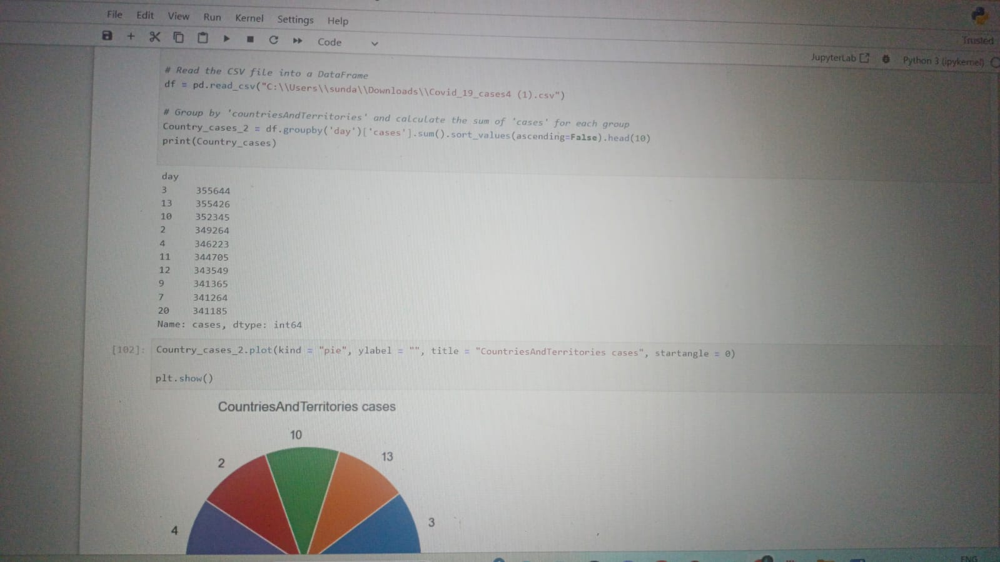 File Edit View Run Kernel Settings Help
Code
Trusted
JupyterLab
Python 3 (ipykernel)
# Read the CSV file into a DataFrame
df = pd.read_csv("C:\\Users\\sunda\\Downloads\\Covid_19_cases4 (1).csv")
# Group by 'countriesAndTerritories' and calculate the sum of 'cases' for each group
Country_cases_2 = df.groupby('day')['cases'].sum().sort_values(ascending=False).head(10)
print(Country_cases)
day
3 355644
13 355426
10 352345
2 349264
4 346223
11 344705
12 343549
9 341365
7 341264
20 341185
Name: cases, dtype: int64
[102]: Country_cases_2.plot(kind = "pie", ylabel = "", title = "CountriesAndTerritories cases", startangle = 0)
plt.show()
CountriesAndTerritories cases
10
13
2
3
4
ENG